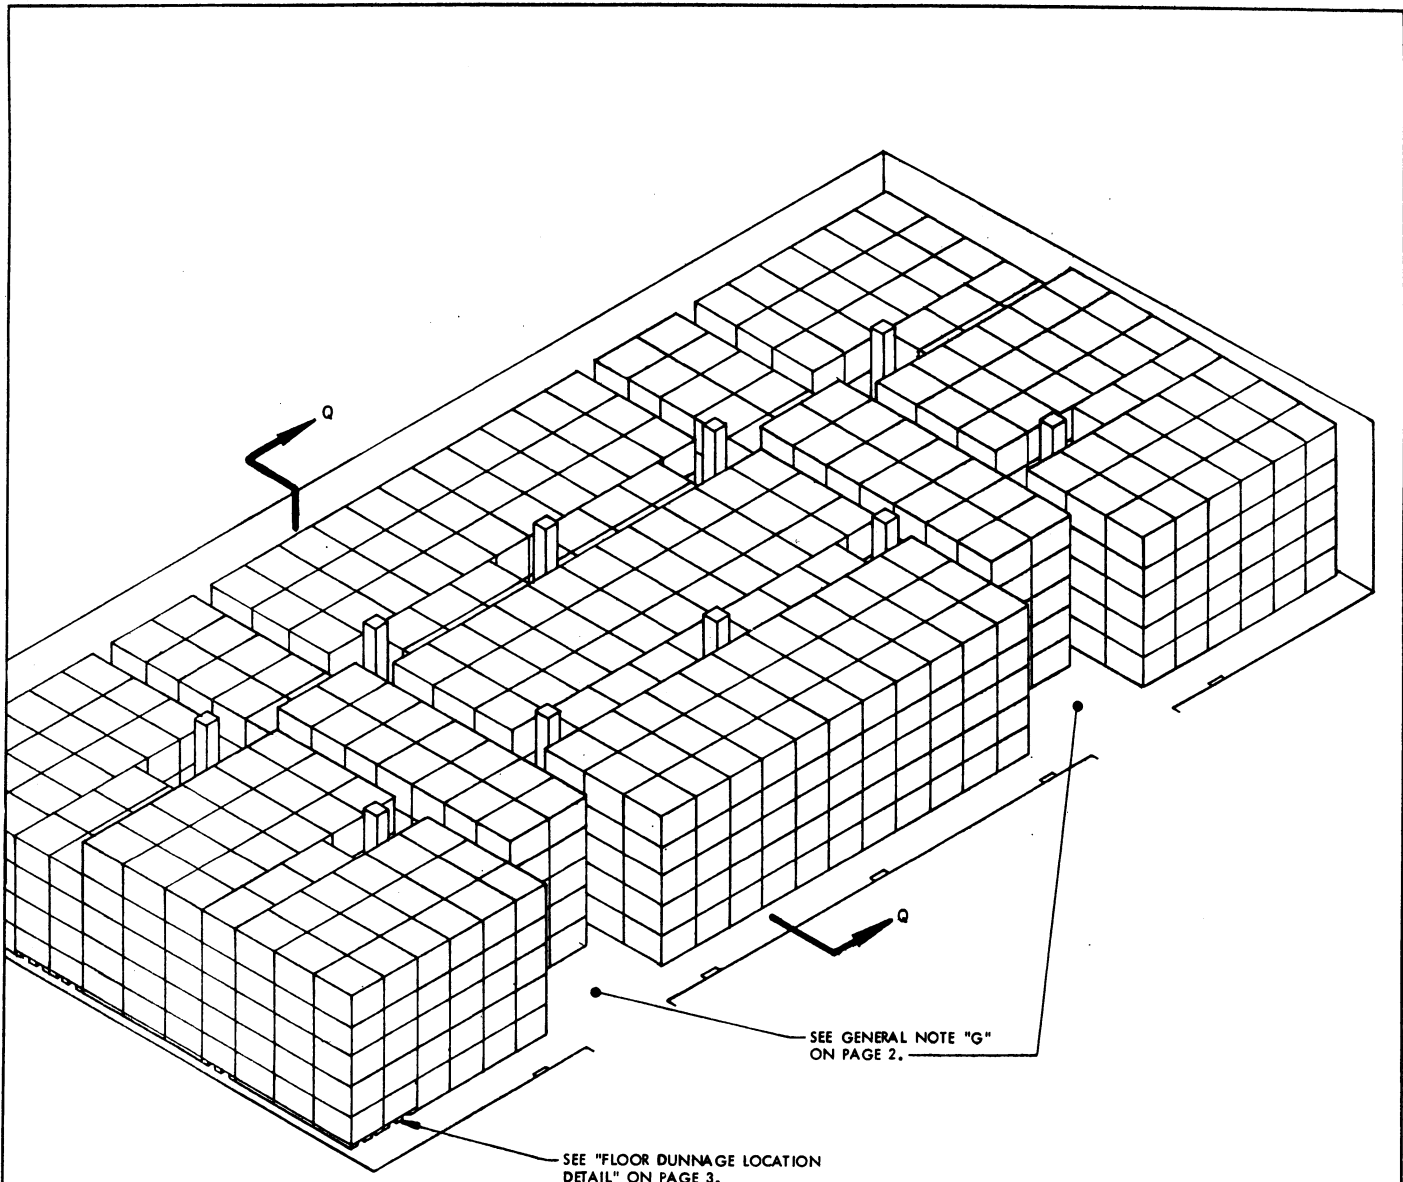 Q
Q
SEE GENERAL NOTE "G"
ON PAGE 2.
SEE "FLOOR DUNNAGE LOCATION
DETAIL" ON PAGE 3.